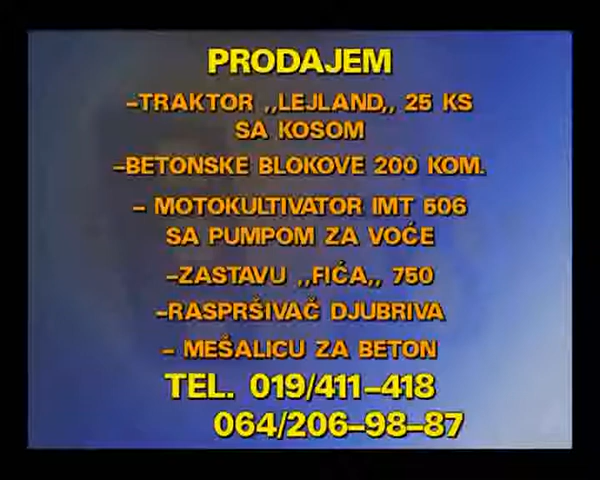 PRODAJEM
-TRAKTOR ,,LEJLAND,, 25 KS
SA KOSOM
-BETONSKE BLOKOVE 200 KOM.
- MOTOKULTIVATOR IMT 506
SA PUMPOM ZA VOĆE
-ZASTAVU ,,FIĆA,, 750
-RASPRŠIVAČ DJUBRIVA
- MEŠALICU ZA BETON
TEL. 019/411-418
064/206-98-87